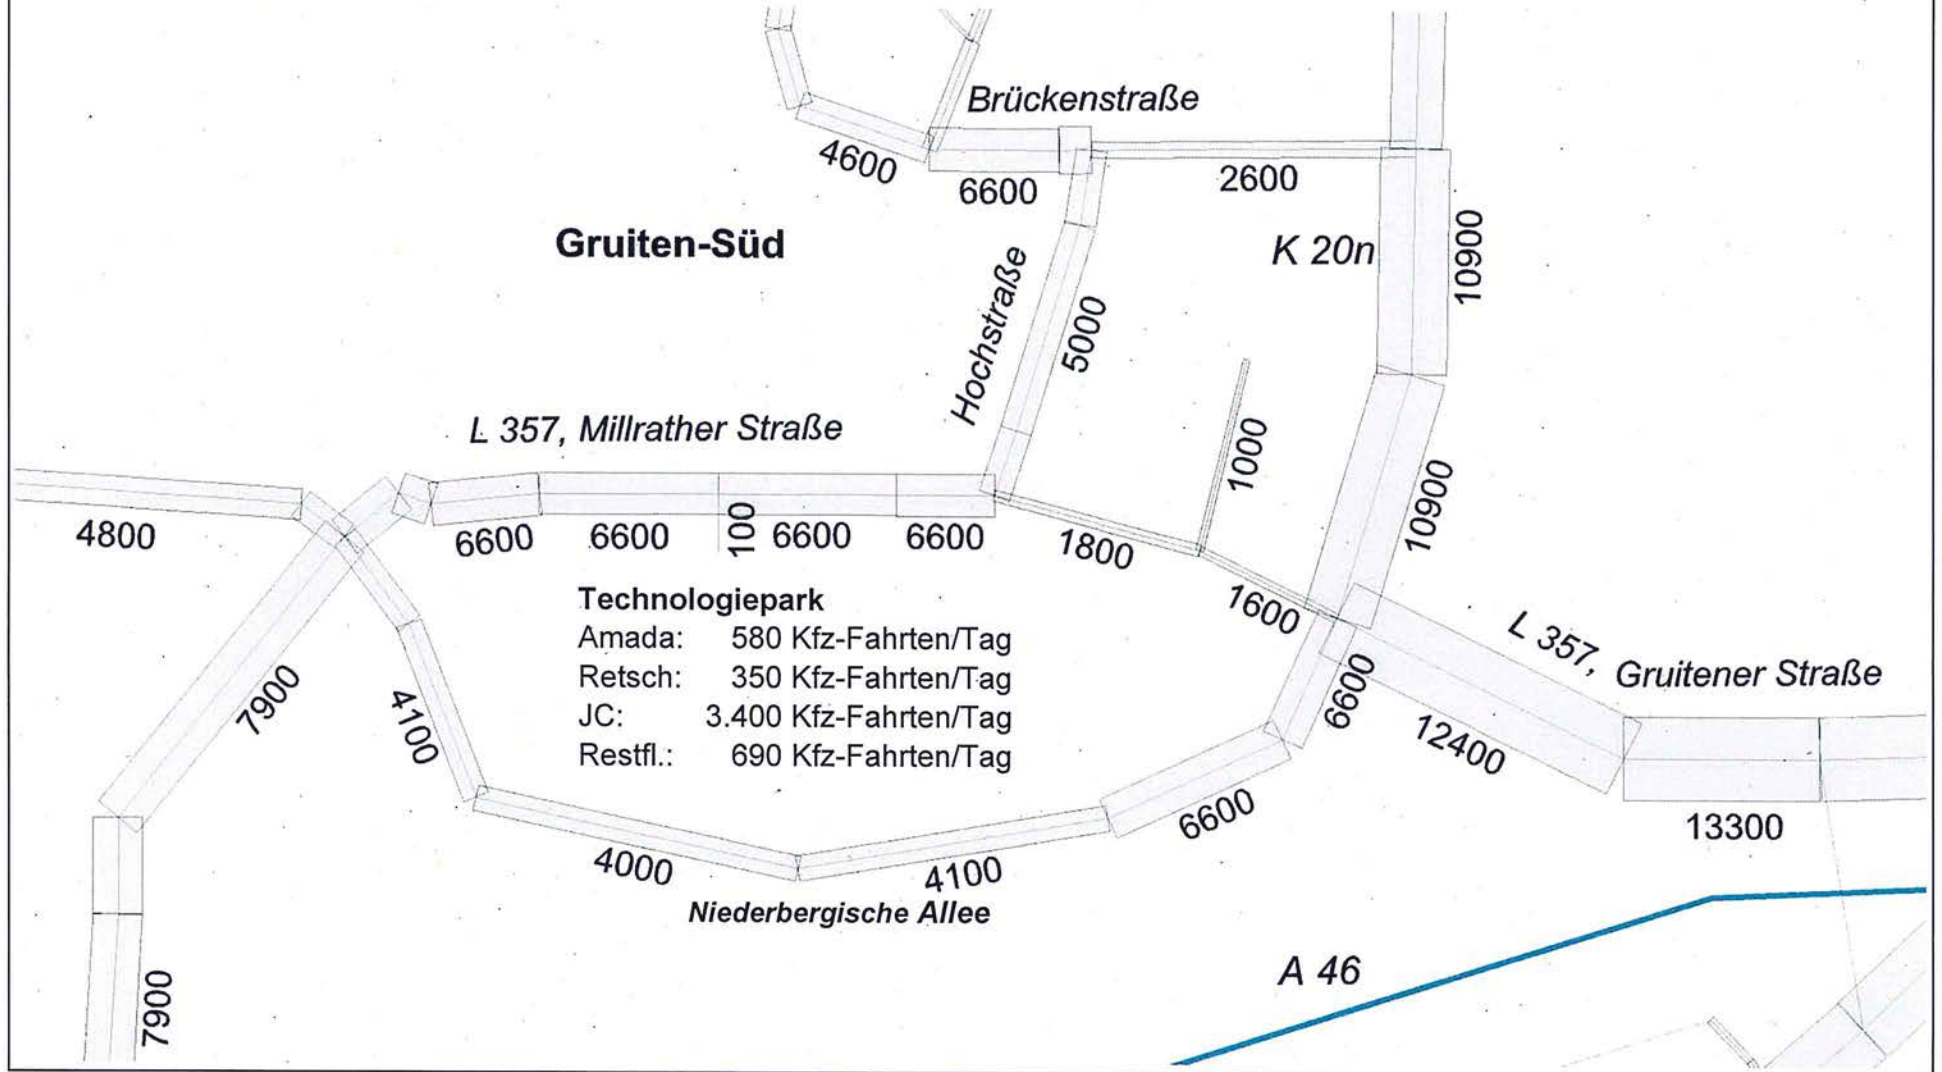 Brückenstraße
4600
6600
2600
Gruiten-Süd
K 20n
10900
Hochstraße
5000
L 357, Millrather Straße
1000
10900
4800
6600
6600
100
6600
6600
1800
1600
Technologiepark
Amada: 580 Kfz-Fahrten/Tag
Retsch: 350 Kfz-Fahrten/Tag
JC: 3.400 Kfz-Fahrten/Tag
Restfl.: 690 Kfz-Fahrten/Tag
L 357, Gruitener Straße
7900
4100
6600
12400
13300
6600
4000
4100
Niederbergische Allee
A 46
7900